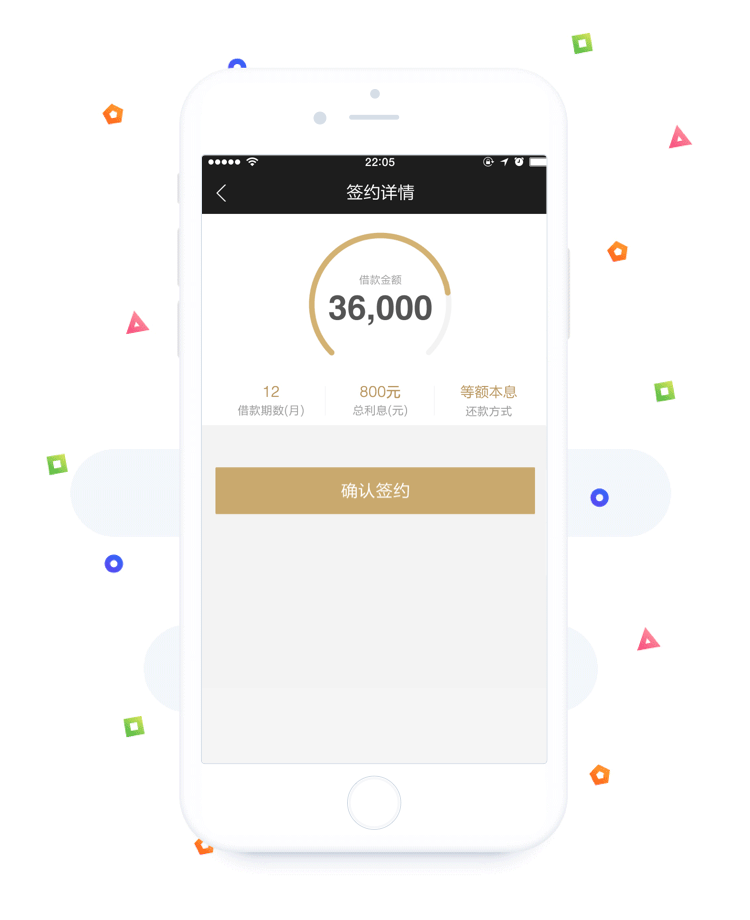 22:05
签约详情
借款金额
36,000
12
借款期数(月)
800元
总利息(元)
等额本息
还款方式
确认签约